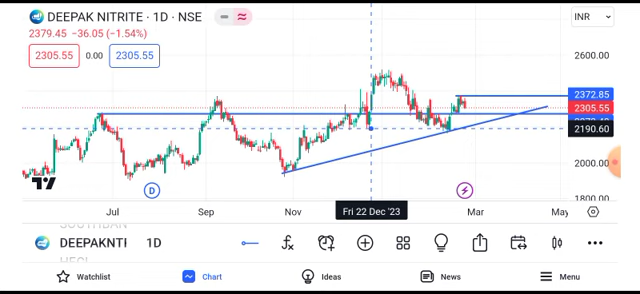 DEEPAK NITRITE · 1D · NSE
INR
2379.45 −36.05 (−1.54%)
2305.55 0.00 2305.55
2600.00
2372.85
2305.55
2190.60
2000.00
1800.00
D
Jul Sep Nov Fri 22 Dec '23 Mar May
DEEPAKNTI 1D
Watchlist Chart Ideas News Menu